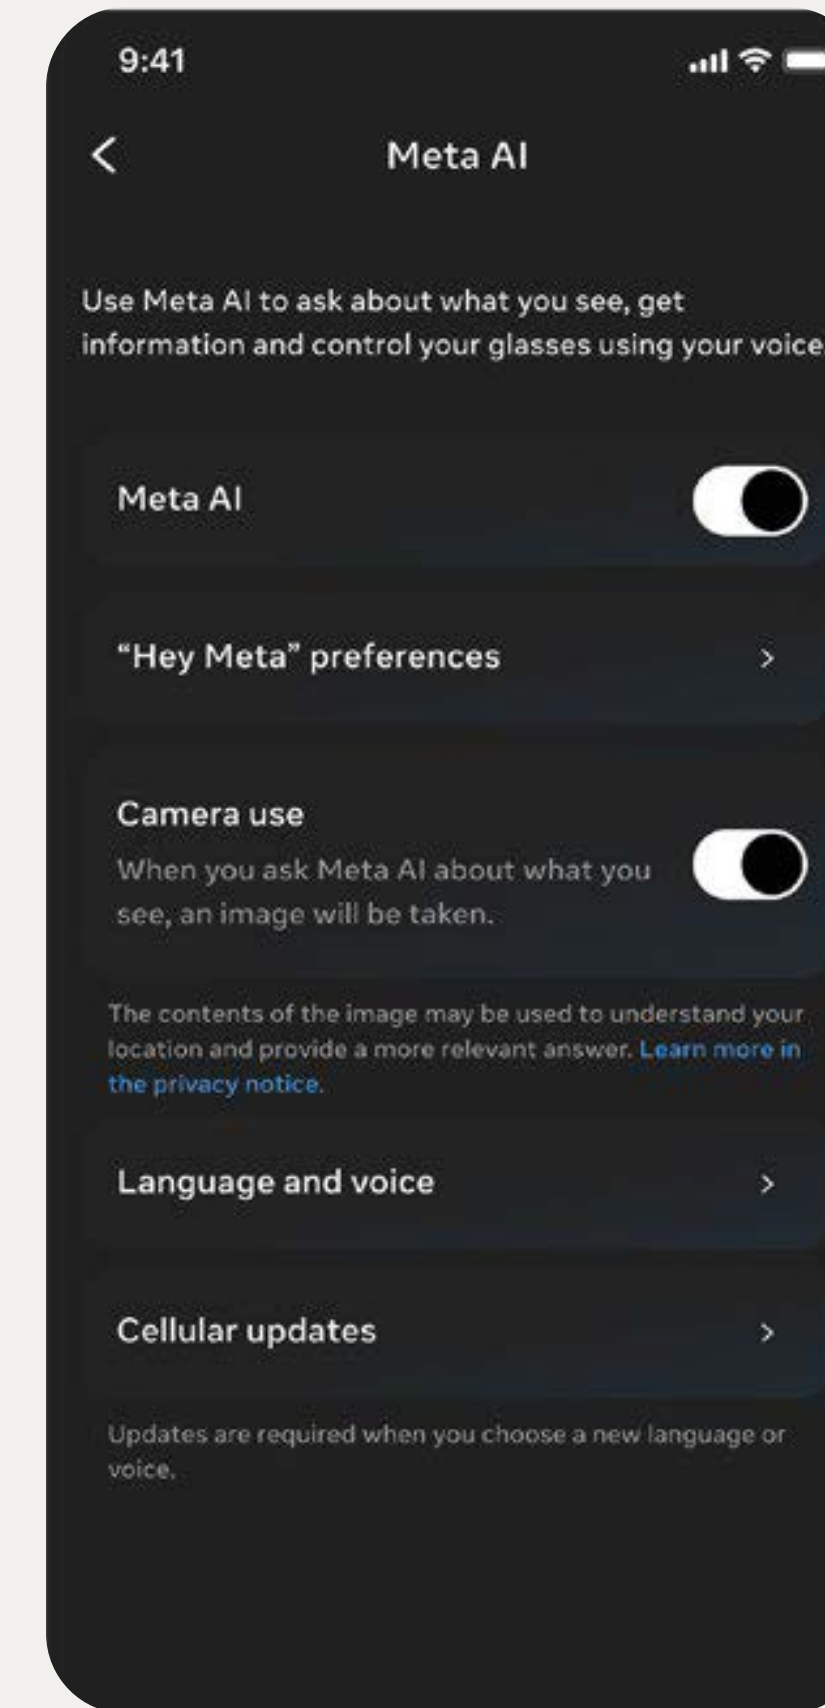 9:41
Meta AI
Use Meta AI to ask about what you see, get
information and control your glasses using your voice
Meta AI
“Hey Meta” preferences
Camera use
When you ask Meta AI about what you
see, an image will be taken.
The contents of the image may be used to understand your
location and provide a more relevant answer. Learn more in
the privacy notice.
Language and voice
Cellular updates
Updates are required when you choose a new language or
voice.